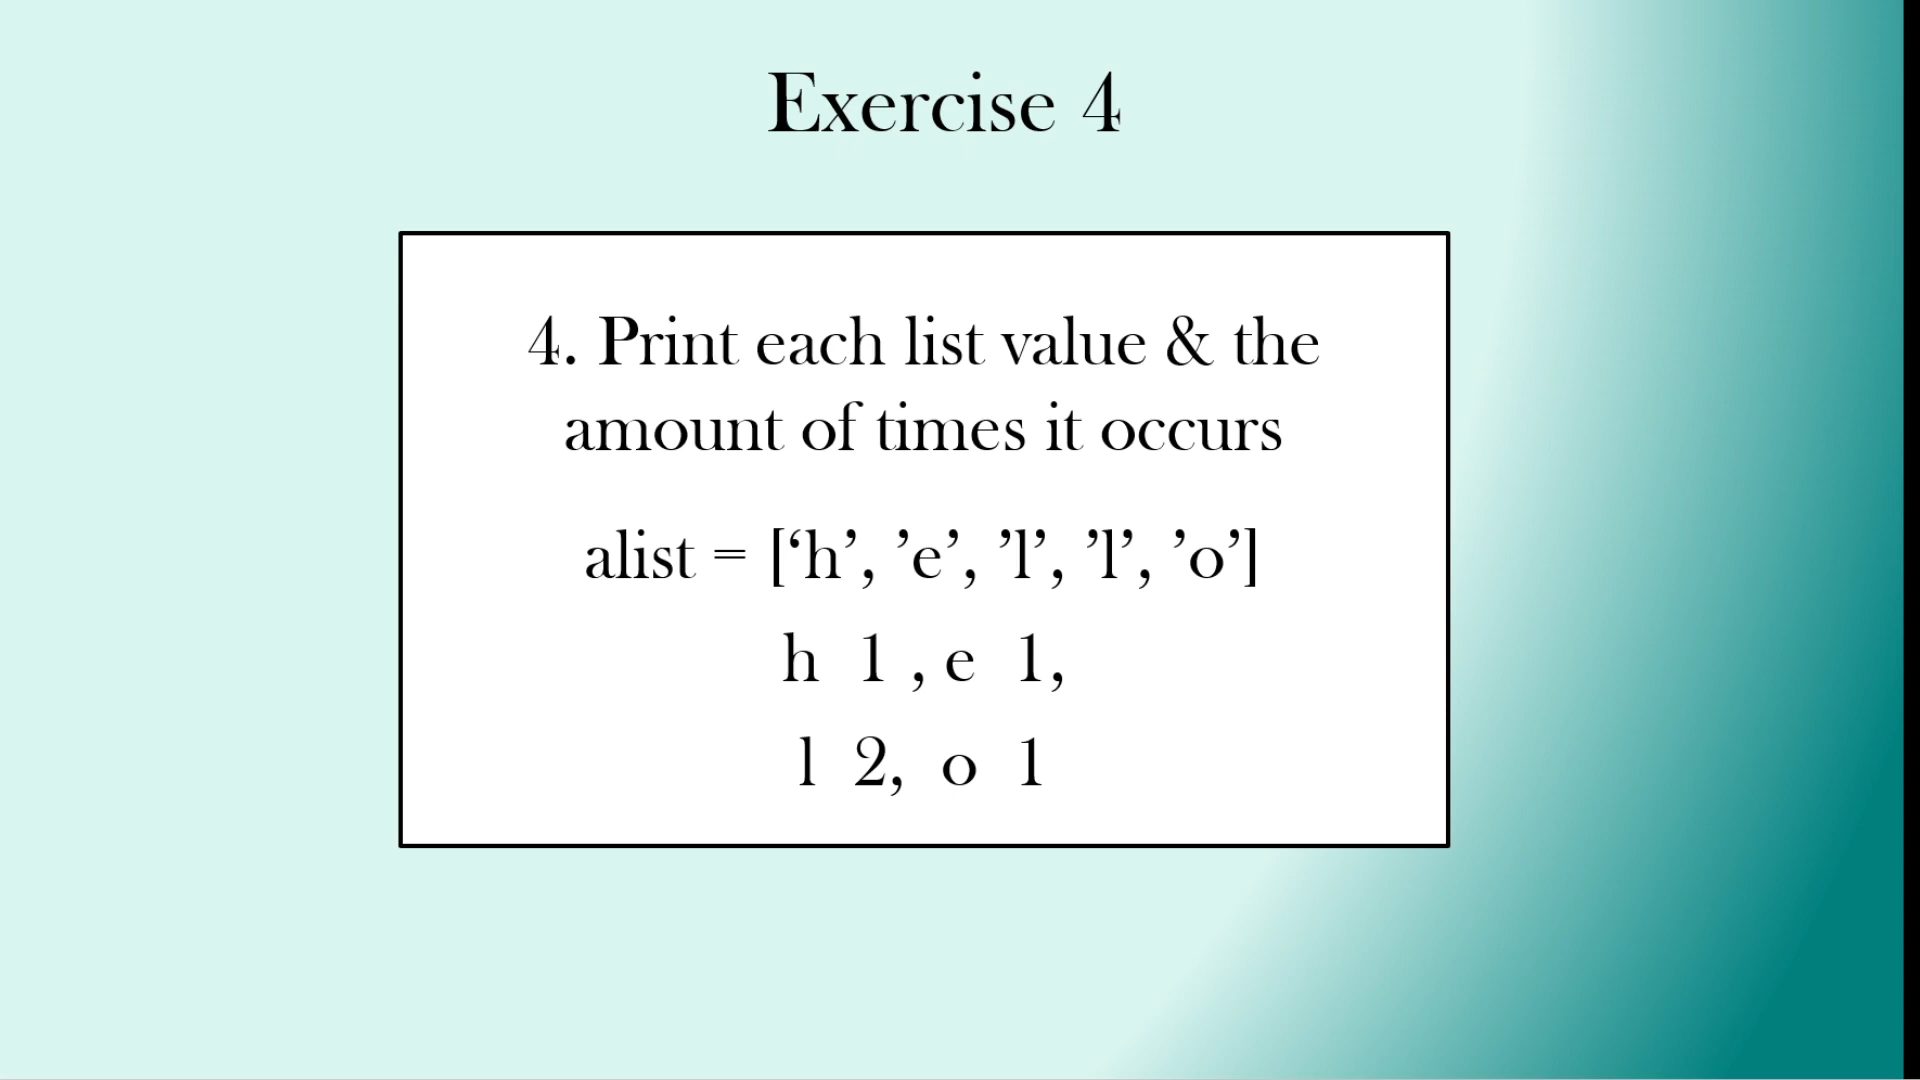 Exercise 4
4. Print each list value & the
amount of times it occurs
alist = [‘h’, ’e’, ’l’, ’l’, ’o’]
h 1 , e 1,
l 2, o 1